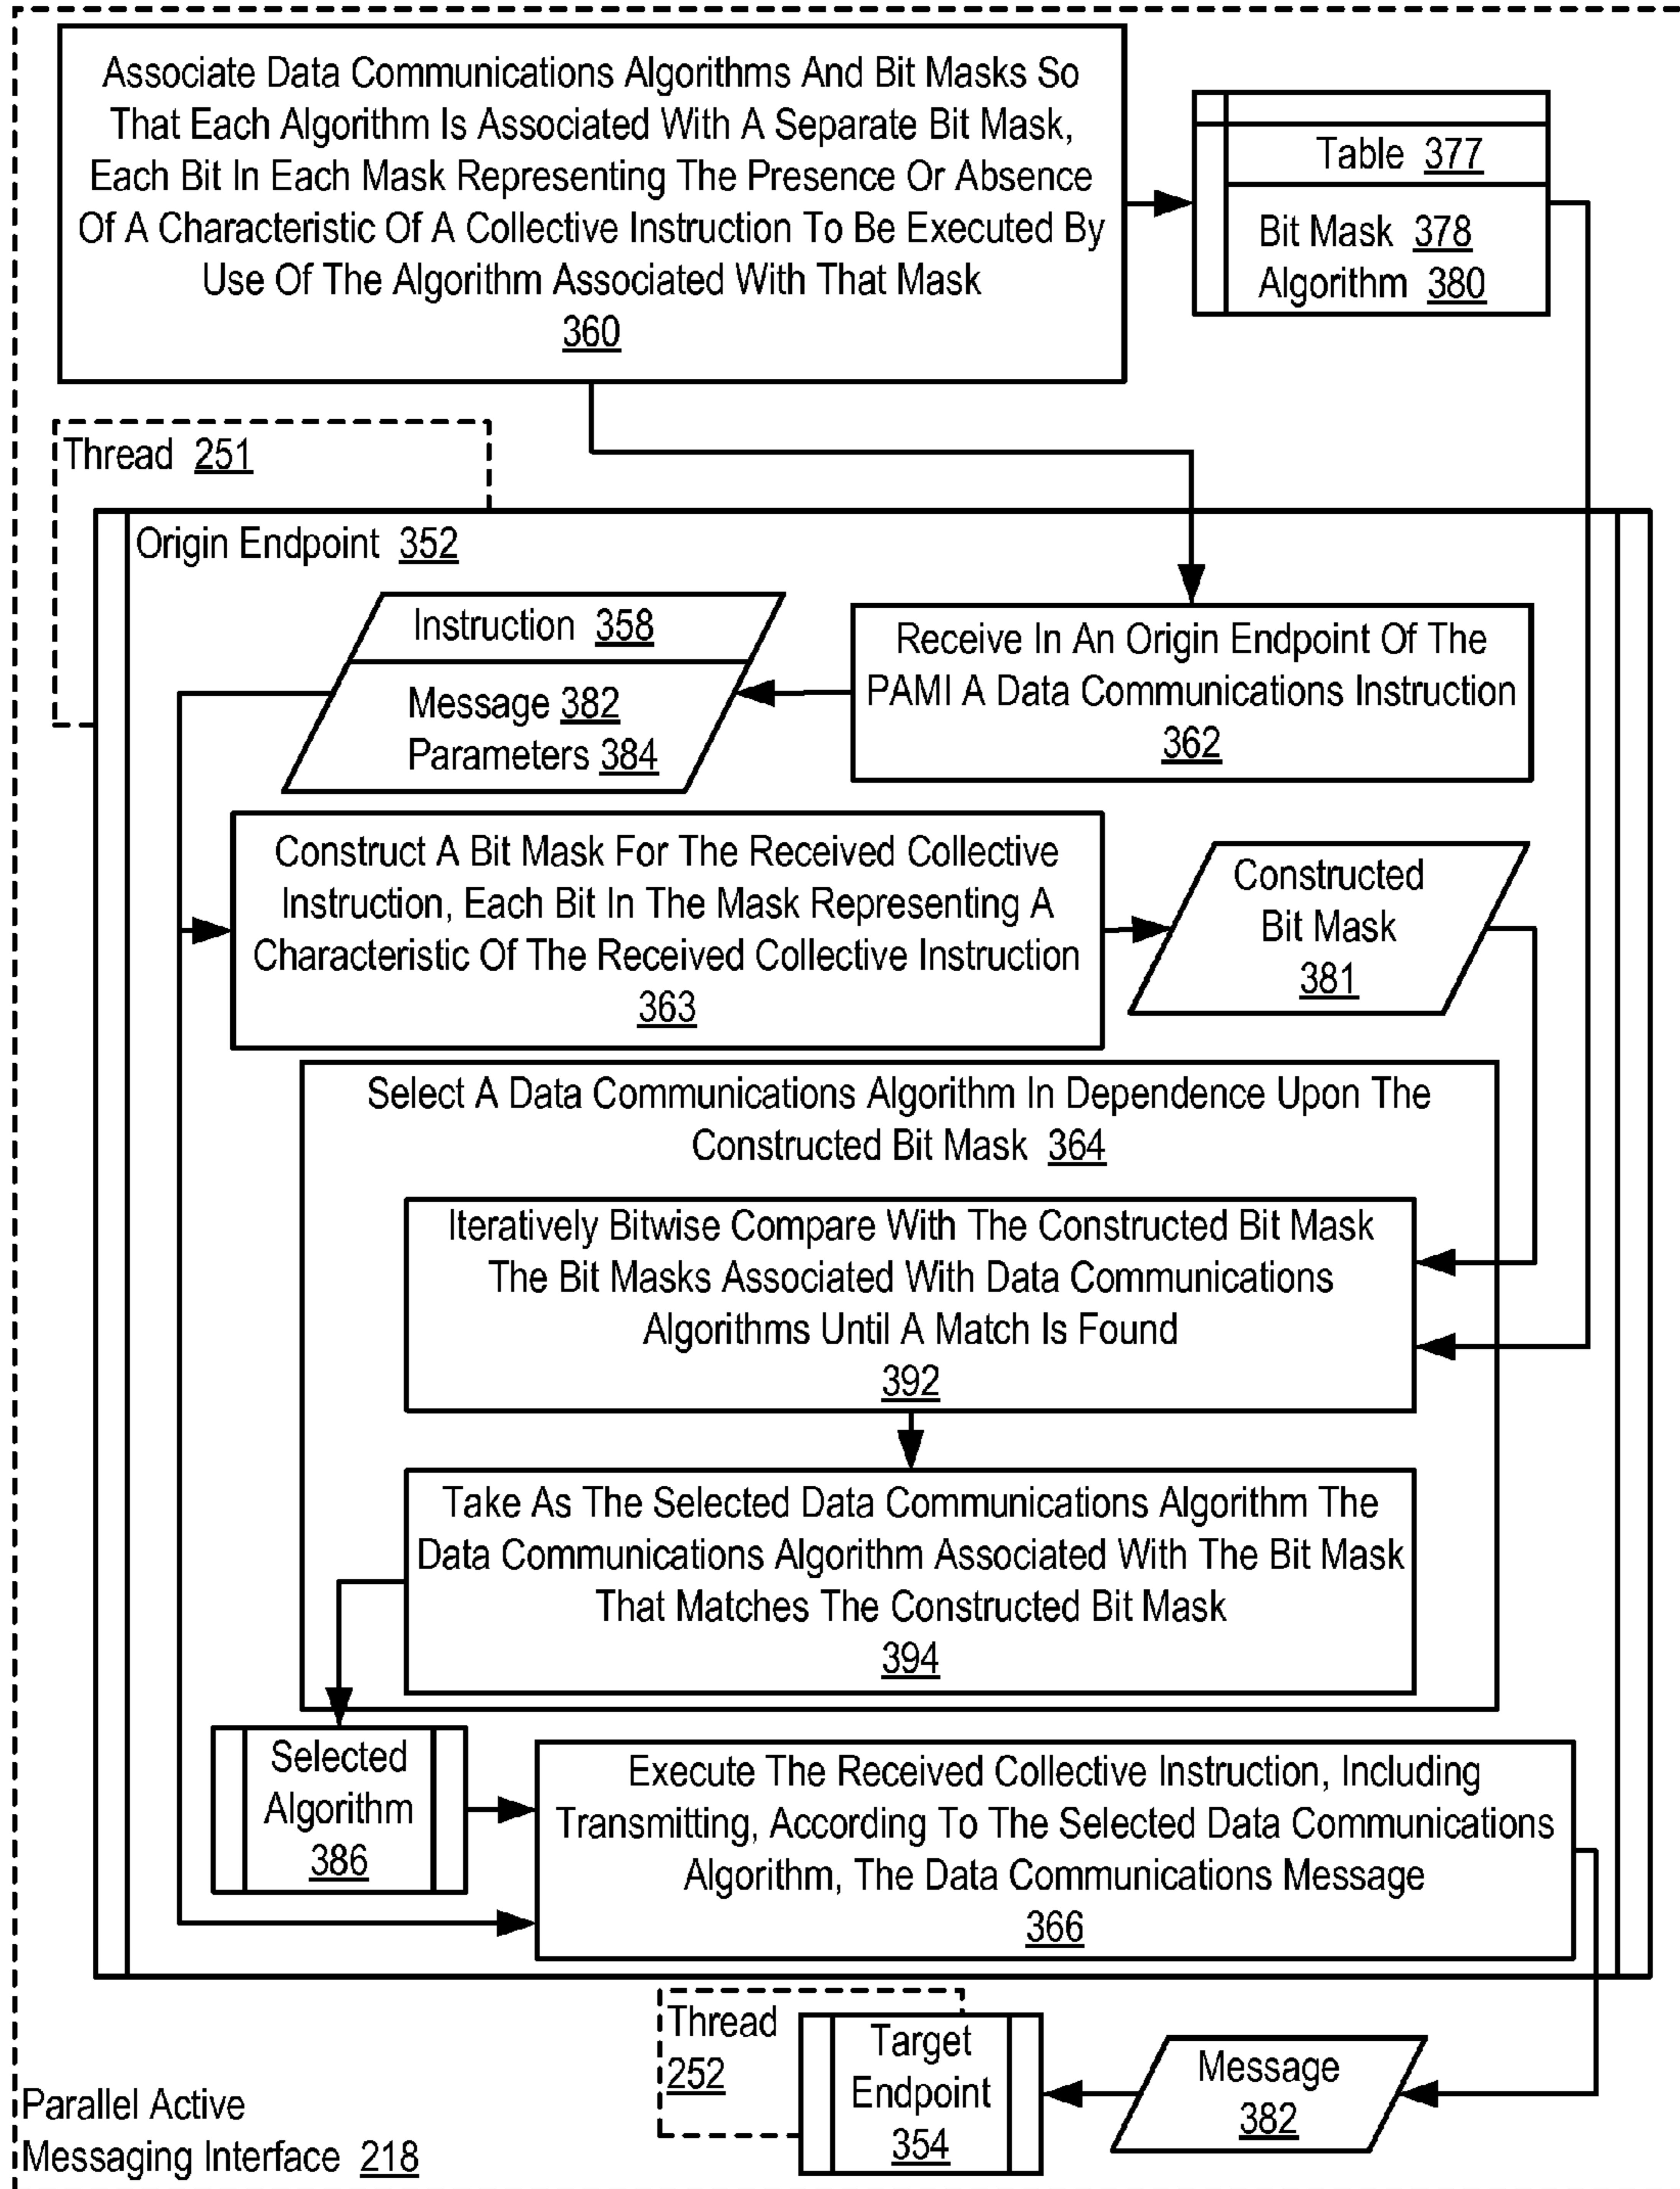 Associate Data Communications Algorithms And Bit Masks So
That Each Algorithm Is Associated With A Separate Bit Mask,
Each Bit In Each Mask Representing The Presence Or Absence
Of A Characteristic Of A Collective Instruction To Be Executed By
Use Of The Algorithm Associated With That Mask
360
Table 377
Bit Mask 378
Algorithm 380
Thread 251
Origin Endpoint 352
Instruction 358
Message 382
Parameters 384
Receive In An Origin Endpoint Of The
PAMI A Data Communications Instruction
362
Construct A Bit Mask For The Received Collective
Instruction, Each Bit In The Mask Representing A
Characteristic Of The Received Collective Instruction
363
Constructed
Bit Mask
381
Select A Data Communications Algorithm In Dependence Upon The
Constructed Bit Mask 364
Iteratively Bitwise Compare With The Constructed Bit Mask
The Bit Masks Associated With Data Communications
Algorithms Until A Match Is Found
392
Take As The Selected Data Communications Algorithm The
Data Communications Algorithm Associated With The Bit Mask
That Matches The Constructed Bit Mask
394
Selected
Algorithm
386
Execute The Received Collective Instruction, Including
Transmitting, According To The Selected Data Communications
Algorithm, The Data Communications Message
366
Thread
252
Target
Endpoint
354
Message
382
Parallel Active
Messaging Interface 218